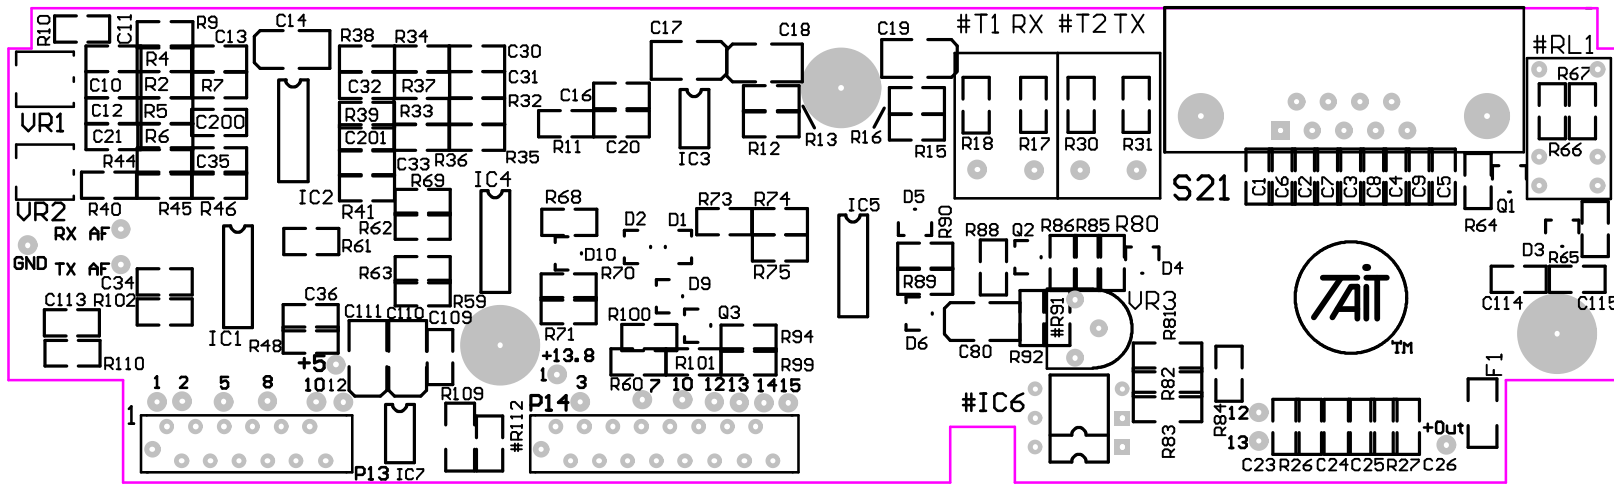 R10
C11
R9
C14
R38
R34
C17
C18
C19
#T1 RX #T2 TX
#RL1
R4
C13
C30
C31
R67
C10
R2
R7
C32
R37
R32
C16
C12
R5
C200
R39
R33
VR1
C21
R6
C201
R36
R35
R11
C20
IC3
R12
R13
R16
R15
R18
R17
R30
R31
R66
R44
C35
C33
R69
IC4
IC2
VR2
R40
R45
R46
R41
R62
R68
D2
D1
R73
R74
IC5
D5
R90
R88
Q2
R86
R85
R80
S21
C1
C6
C2
C7
C3
C8
C4
C9
C5
R64
Q1
RX AF
GND
TX AF
R61
R63
D10
R70
R75
R89
D4
D3
R65
C34
R102
C113
C36
C111
C110
R59
C109
D9
Q3
R71
R100
R94
D6
C80
R92
#R91
VR3
R81
C114
C115
TAIT
TM
IC1
R48
R110
+5
+13.8
R60
R101
R99
R82
F1
1
2
5
8
10
12
R109
1
3
7
10
12
13
14
15
P14
#R112
#IC6
R83
R84
12
13
+Out
1
P13
IC7
C23
R26
C24
C25
R27
C26